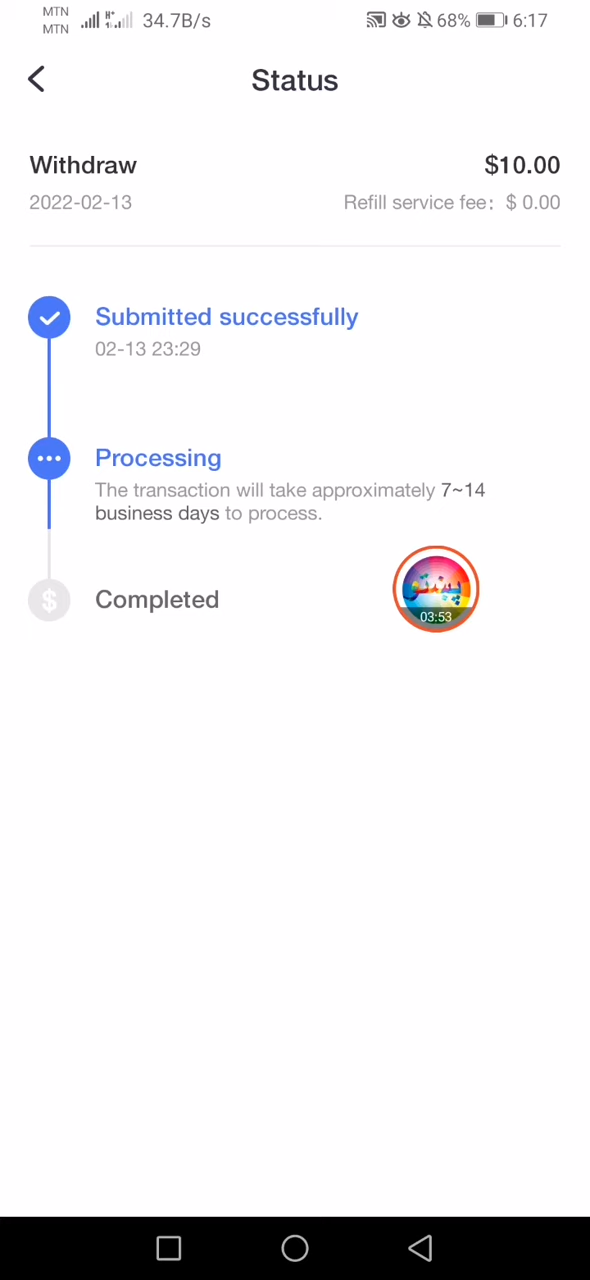 MTN
MTN
H+
34.7B/s
68%
6:17
Status
Withdraw
$10.00
2022-02-13
Refill service fee: $ 0.00
Submitted successfully
02-13 23:29
Processing
The transaction will take approximately 7~14
business days to process.
Completed
03:53